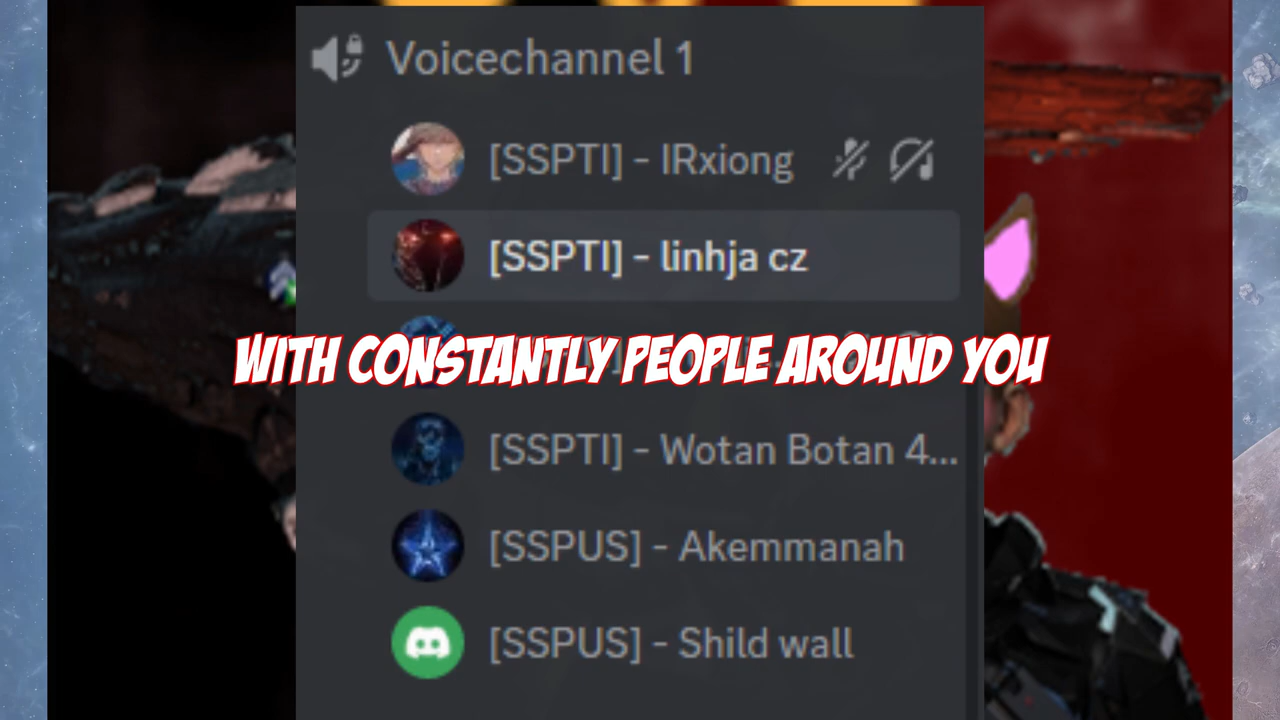 Voicechannel 1
[SSPTI] - IRxiong
[SSPTI] - linhja cz
WITH CONSTANTLY PEOPLE AROUND YOU
[SSPTI] - Wotan Botan 4...
[SSPUS] - Akemmanah
[SSPUS] - Shild wall